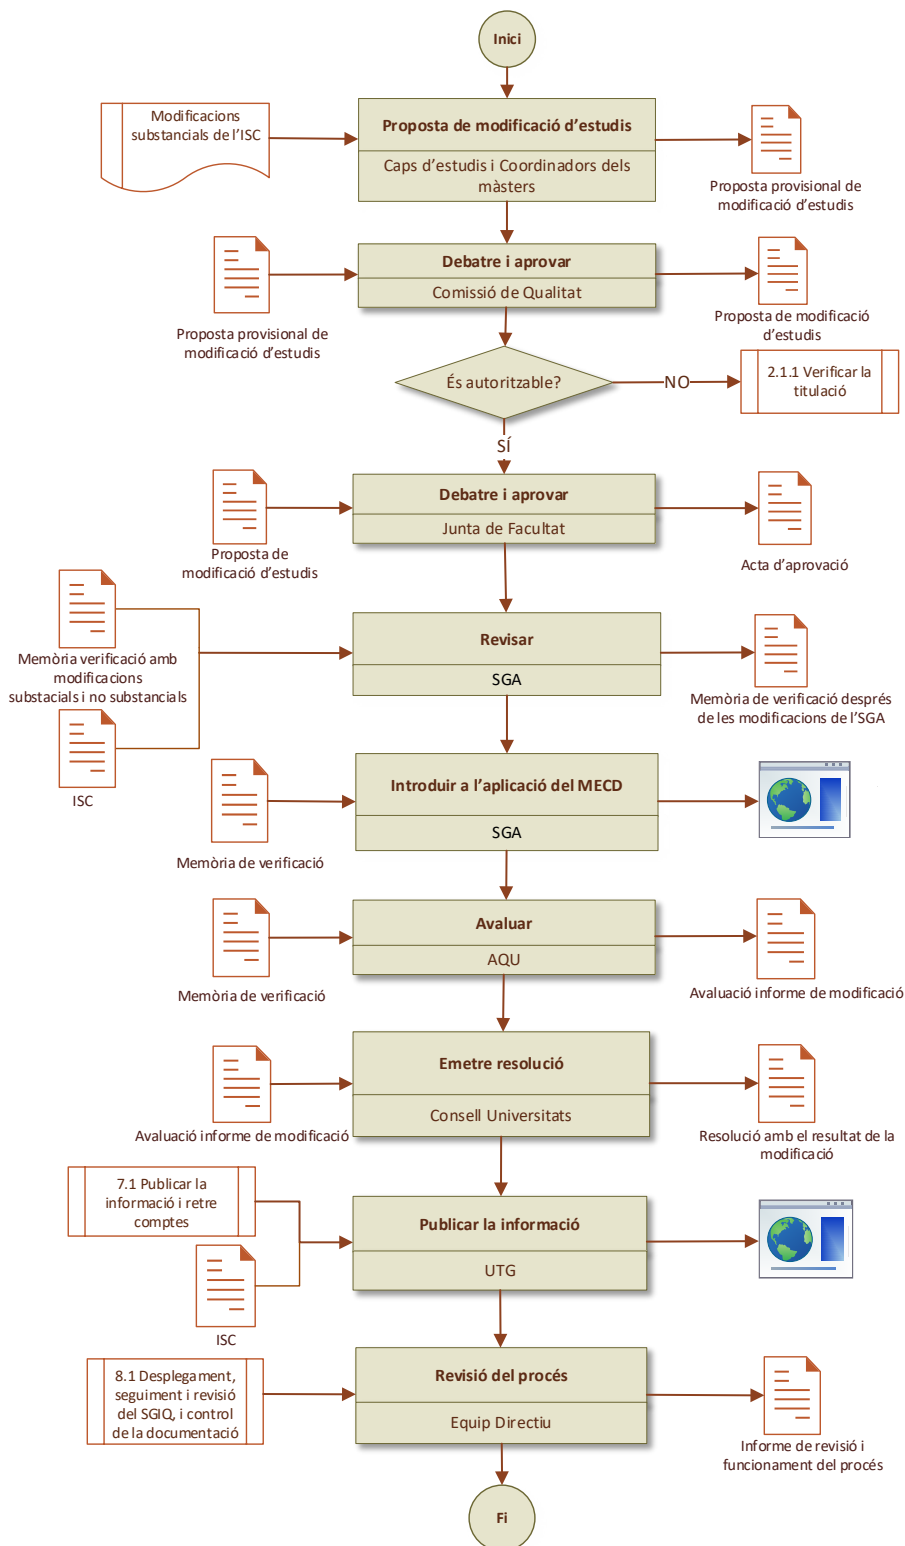 Inici
Modificacions
substancials de l'ISC
Proposta de modificació d'estudis
Caps d'estudis i Coordinadors dels
màsters
Proposta provisional de
modificació d'estudis
Proposta provisional de
modificació d'estudis
Debatre i aprovar
Comissió de Qualitat
Proposta de modificació
d'estudis
És autoritzable?
NO
2.1.1 Verificar la
titulació
SÍ
Proposta de
modificació d'estudis
Debatre i aprovar
Junta de Facultat
Acta d'aprovació
Memòria verificació amb
modificacions
substacials i no substancials
ISC
Revisar
SGA
Memòria de verificació després
de les modificacions de l'SGA
Memòria de verificació
Introduir a l'aplicació del MECD
SGA
Memòria de verificació
Avaluar
AQU
Avaluació informe de modificació
Avaluació informe de modificació
Emetre resolució
Consell Universitats
Resolució amb el resultat de la
modificació
7.1 Publicar la
informació i retre
comptes
ISC
Publicar la informació
UTG
8.1 Desplegament,
seguiment i revisió
del SGIQ, i control
de la documentació
Revisió del procés
Equip Directiu
Informe de revisió i
funcionament del procés
Fi